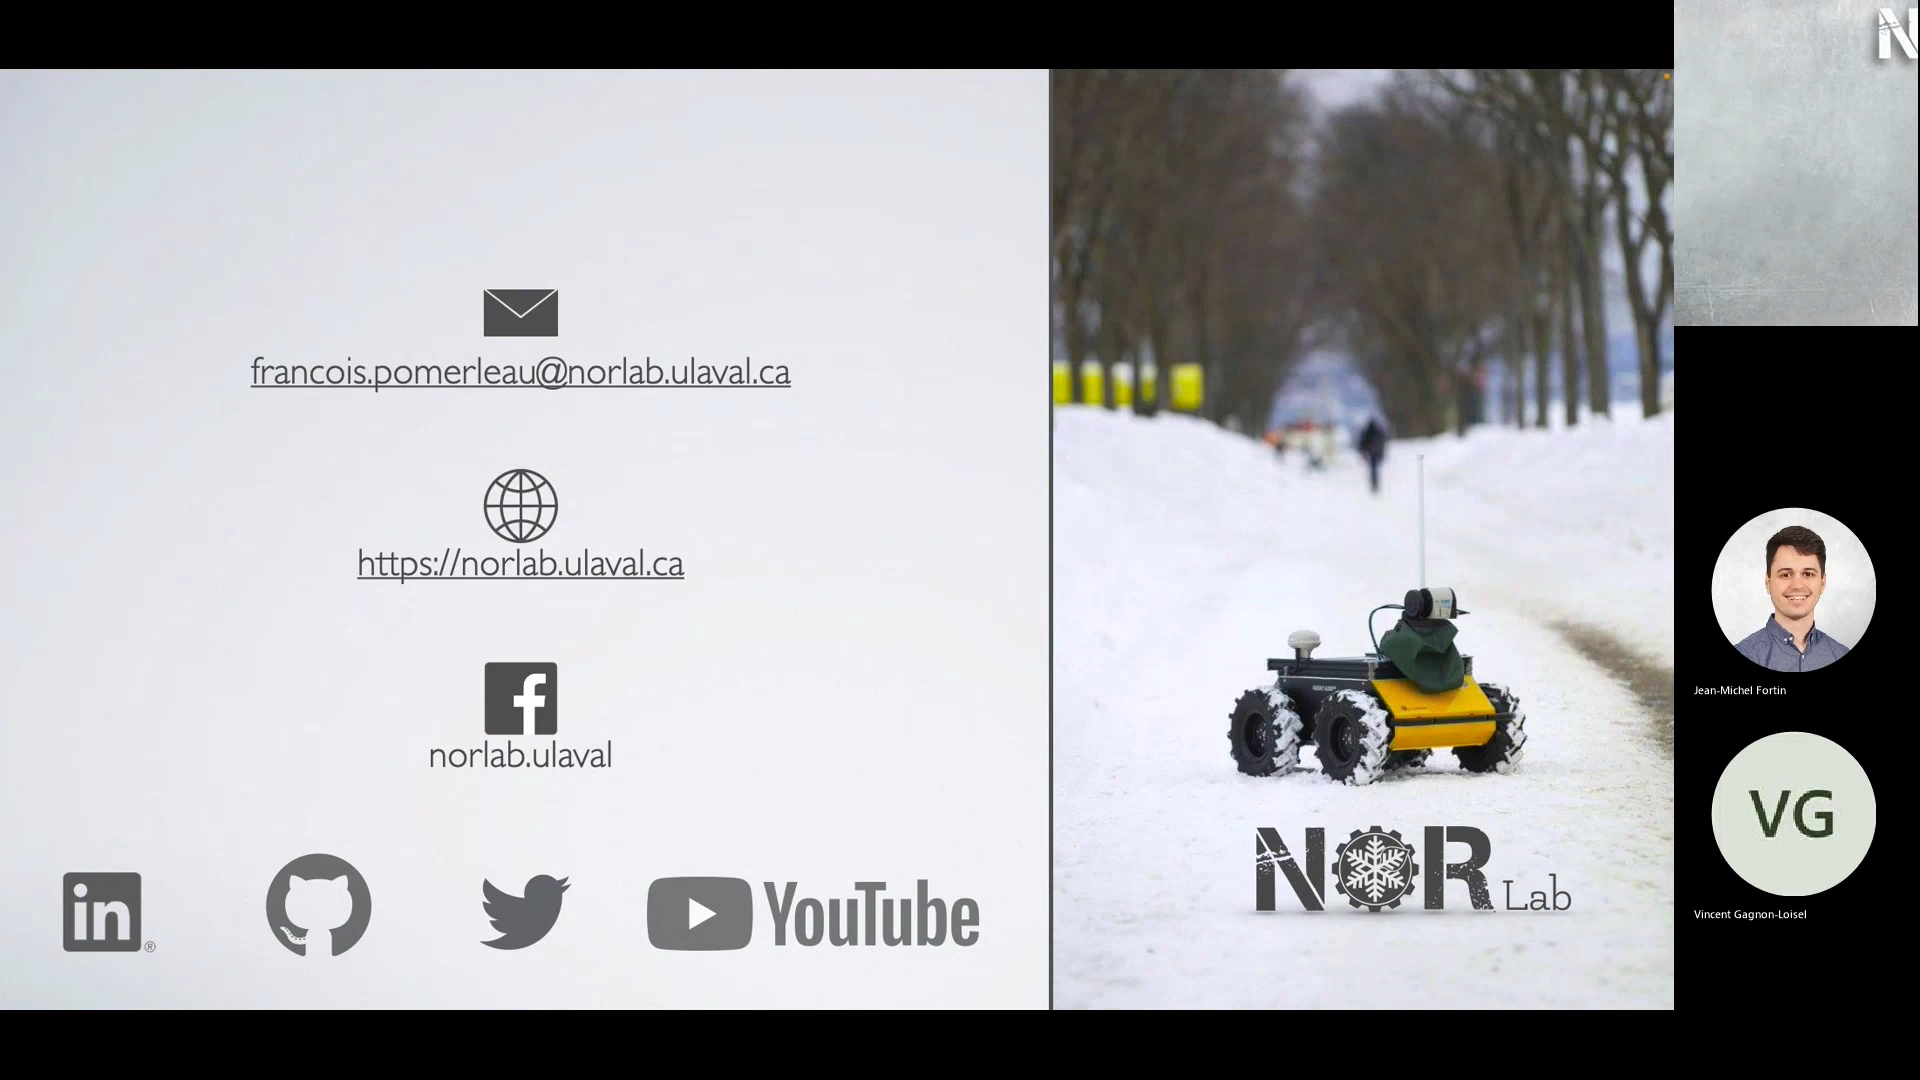 francois.pomerleau@norlab.ulaval.ca
https://norlab.ulaval.ca
norlab.ulaval
in®
YouTube
NOR Lab
N
Jean-Michel Fortin
VG
Vincent Gagnon-Loisel